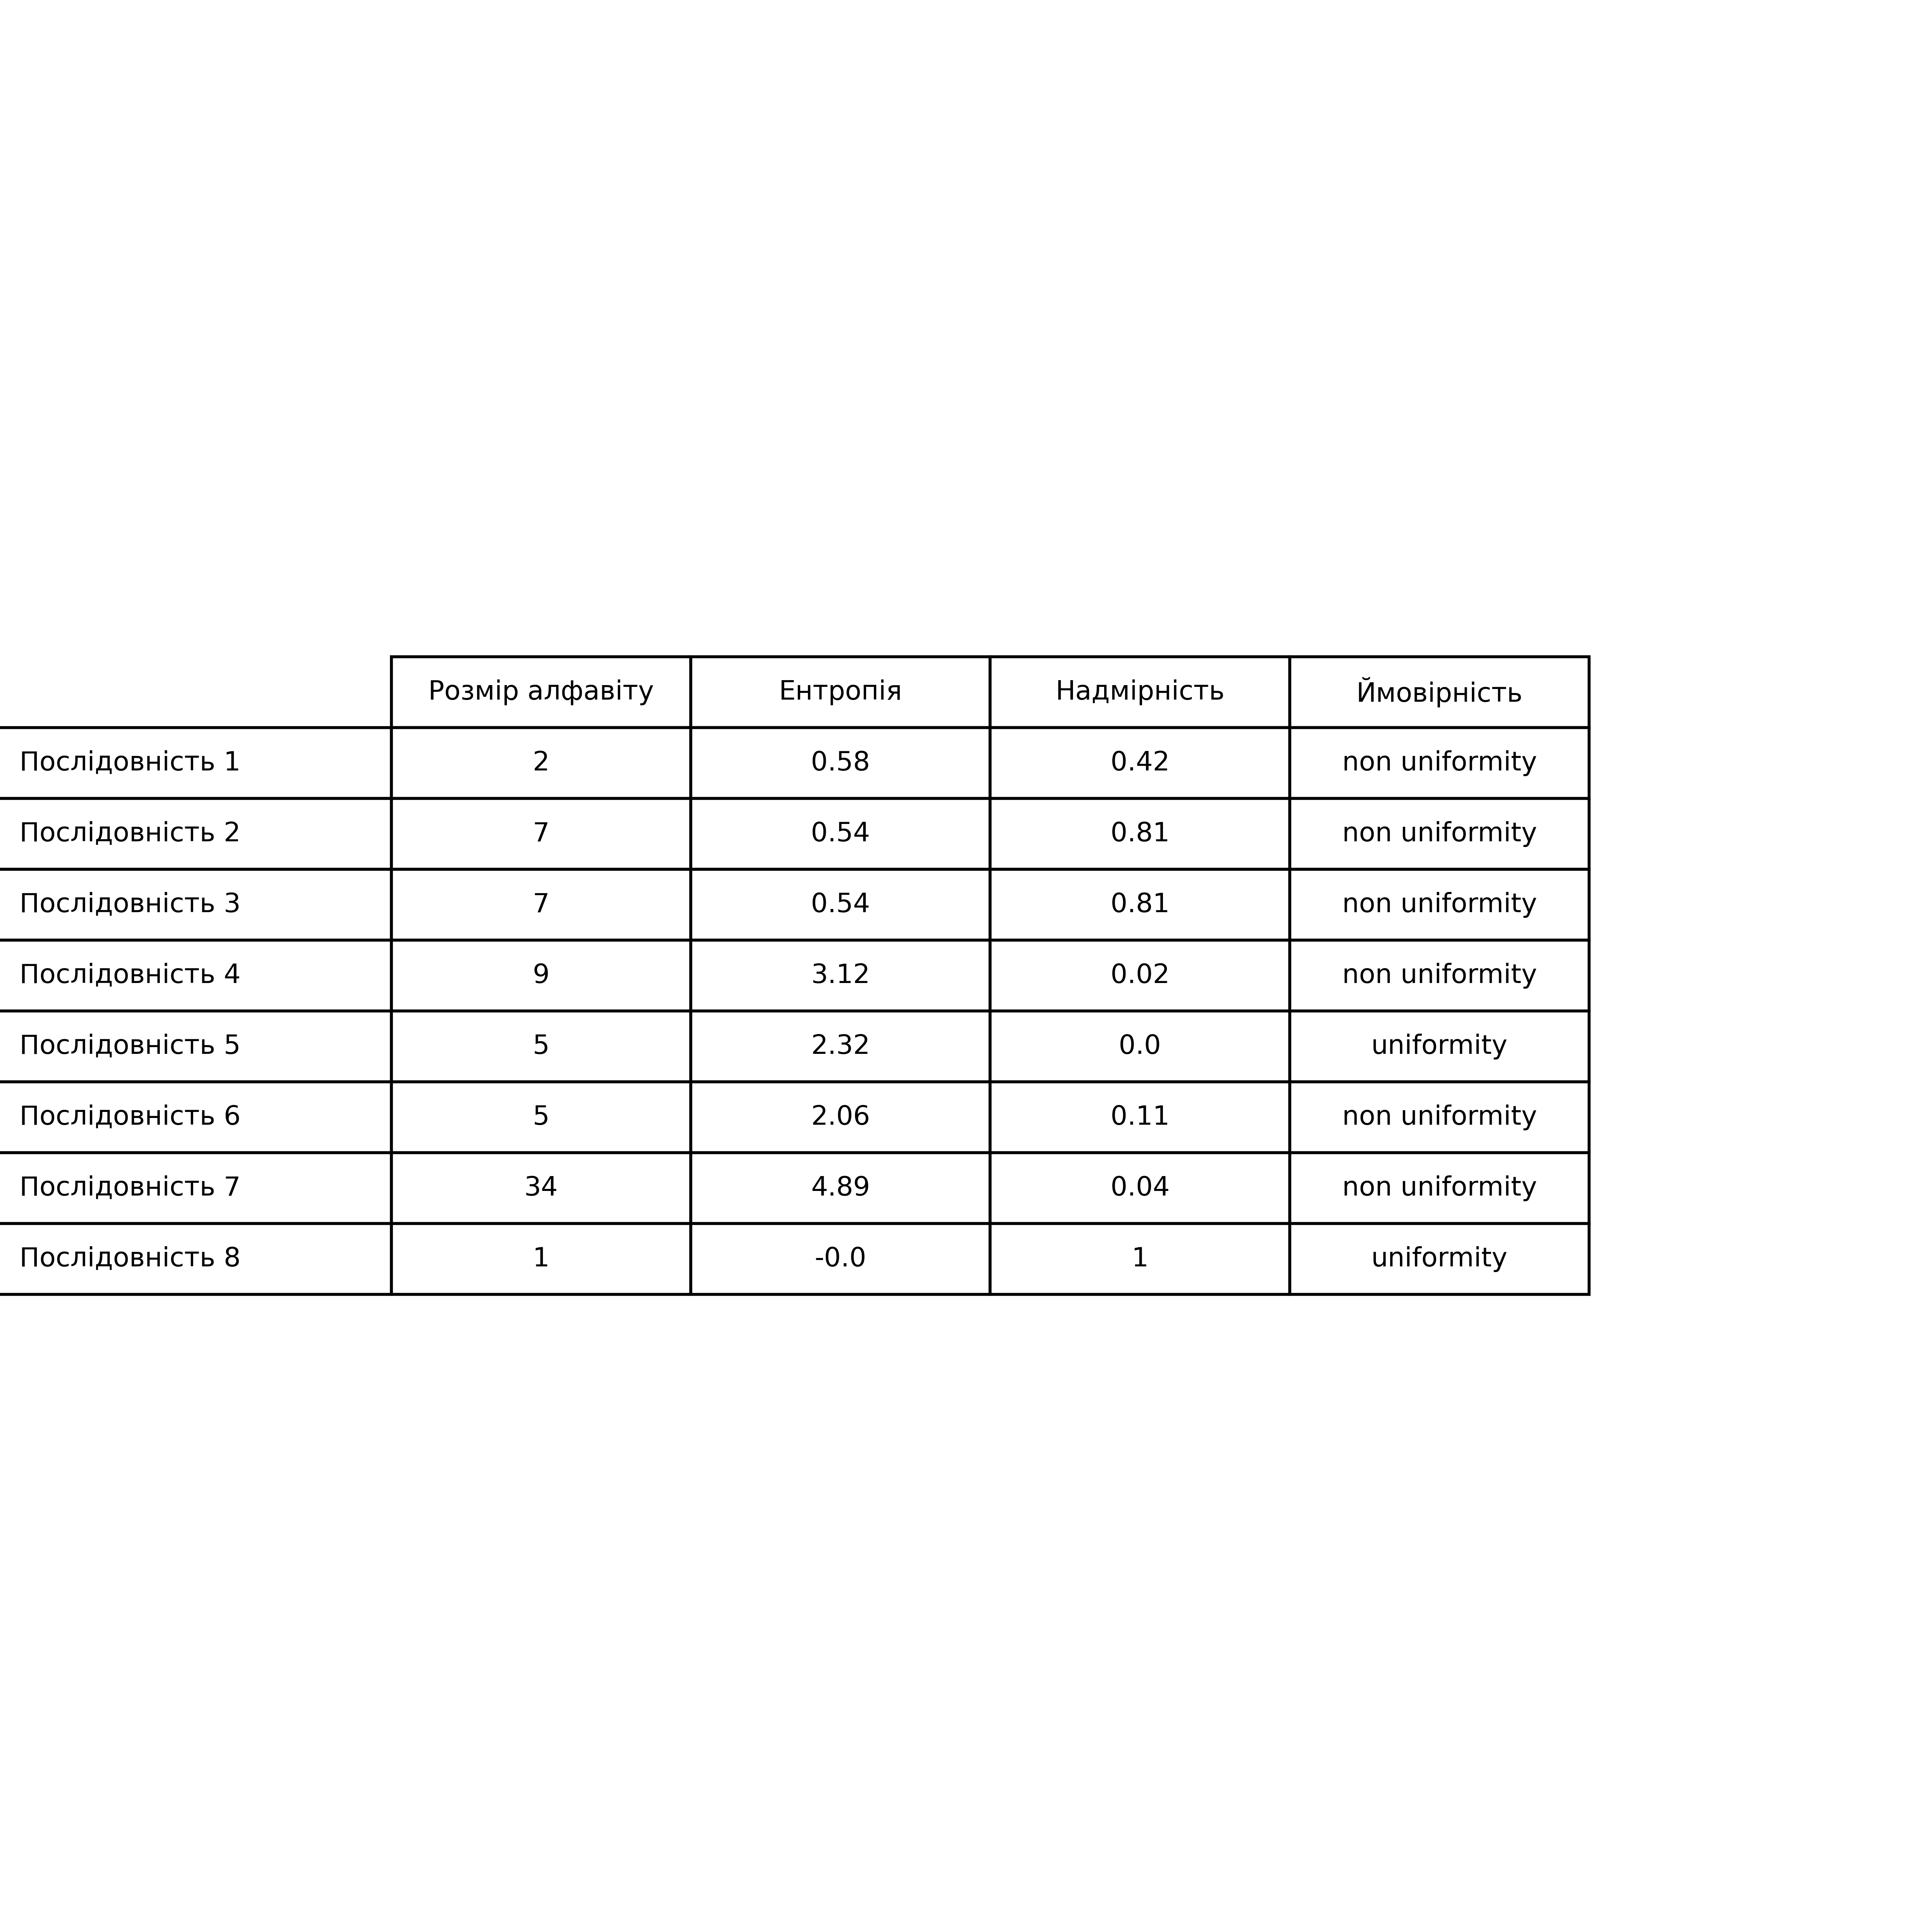 Розмір алфавіту Ентропія Надмірність Ймовірність
Послідовність 1 2 0.58 0.42 non uniformity
Послідовність 2 7 0.54 0.81 non uniformity
Послідовність 3 7 0.54 0.81 non uniformity
Послідовність 4 9 3.12 0.02 non uniformity
Послідовність 5 5 2.32 0.0 uniformity
Послідовність 6 5 2.06 0.11 non uniformity
Послідовність 7 34 4.89 0.04 non uniformity
Послідовність 8 1 -0.0 1 uniformity